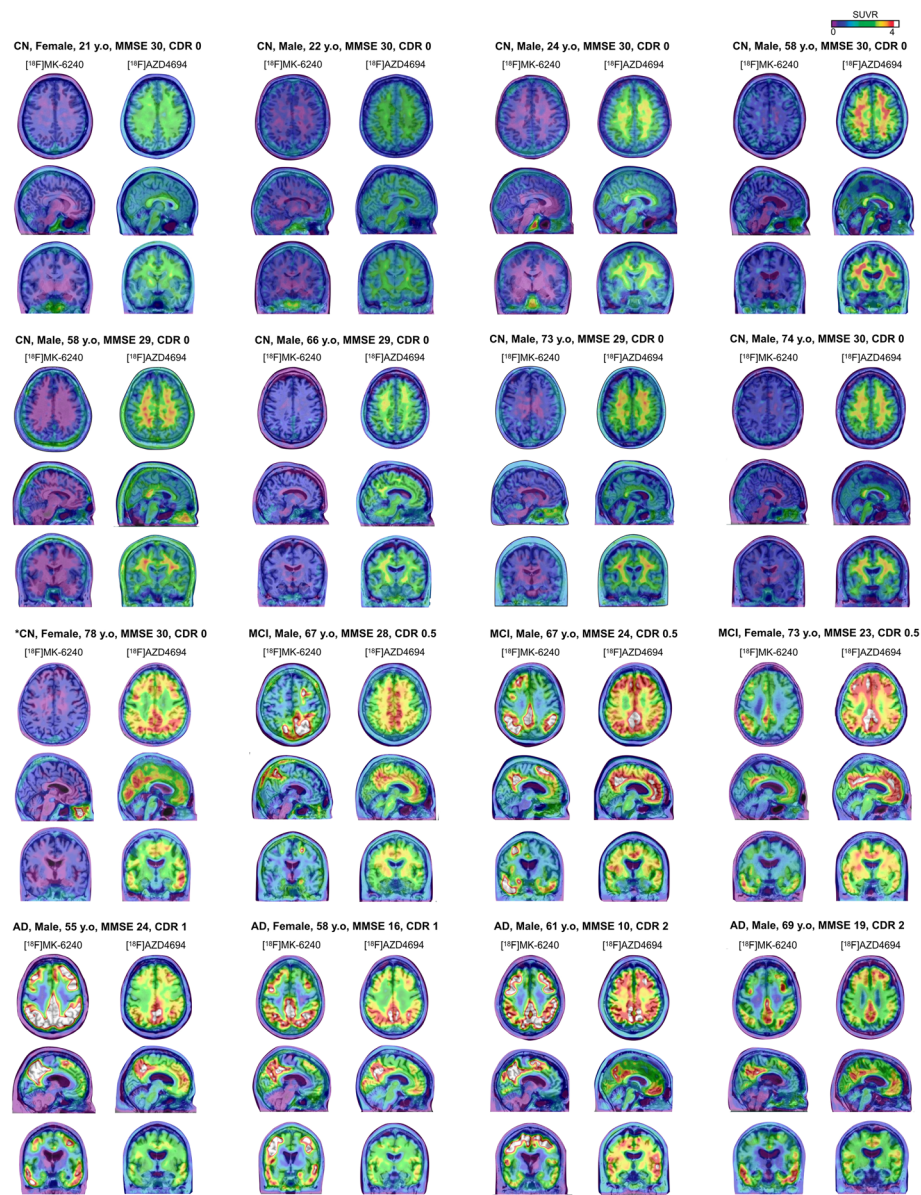 SUVR
0 4
CN, Female, 21 y.o, MMSE 30, CDR 0
[¹⁸F]MK-6240 [¹⁸F]AZD4694
CN, Male, 22 y.o, MMSE 30, CDR 0
[¹⁸F]MK-6240 [¹⁸F]AZD4694
CN, Male, 24 y.o, MMSE 30, CDR 0
[¹⁸F]MK-6240 [¹⁸F]AZD4694
CN, Male, 58 y.o, MMSE 30, CDR 0
[¹⁸F]MK-6240 [¹⁸F]AZD4694
CN, Male, 58 y.o, MMSE 29, CDR 0
[¹⁸F]MK-6240 [¹⁸F]AZD4694
CN, Male, 66 y.o, MMSE 29, CDR 0
[¹⁸F]MK-6240 [¹⁸F]AZD4694
CN, Male, 73 y.o, MMSE 29, CDR 0
[¹⁸F]MK-6240 [¹⁸F]AZD4694
CN, Male, 74 y.o, MMSE 30, CDR 0
[¹⁸F]MK-6240 [¹⁸F]AZD4694
*CN, Female, 78 y.o, MMSE 30, CDR 0
[¹⁸F]MK-6240 [¹⁸F]AZD4694
MCI, Male, 67 y.o, MMSE 28, CDR 0.5
[¹⁸F]MK-6240 [¹⁸F]AZD4694
MCI, Male, 67 y.o, MMSE 24, CDR 0.5
[¹⁸F]MK-6240 [¹⁸F]AZD4694
MCI, Female, 73 y.o, MMSE 23, CDR 0.5
[¹⁸F]MK-6240 [¹⁸F]AZD4694
AD, Male, 55 y.o, MMSE 24, CDR 1
[¹⁸F]MK-6240 [¹⁸F]AZD4694
AD, Female, 58 y.o, MMSE 16, CDR 1
[¹⁸F]MK-6240 [¹⁸F]AZD4694
AD, Male, 61 y.o, MMSE 10, CDR 2
[¹⁸F]MK-6240 [¹⁸F]AZD4694
AD, Male, 69 y.o, MMSE 19, CDR 2
[¹⁸F]MK-6240 [¹⁸F]AZD4694